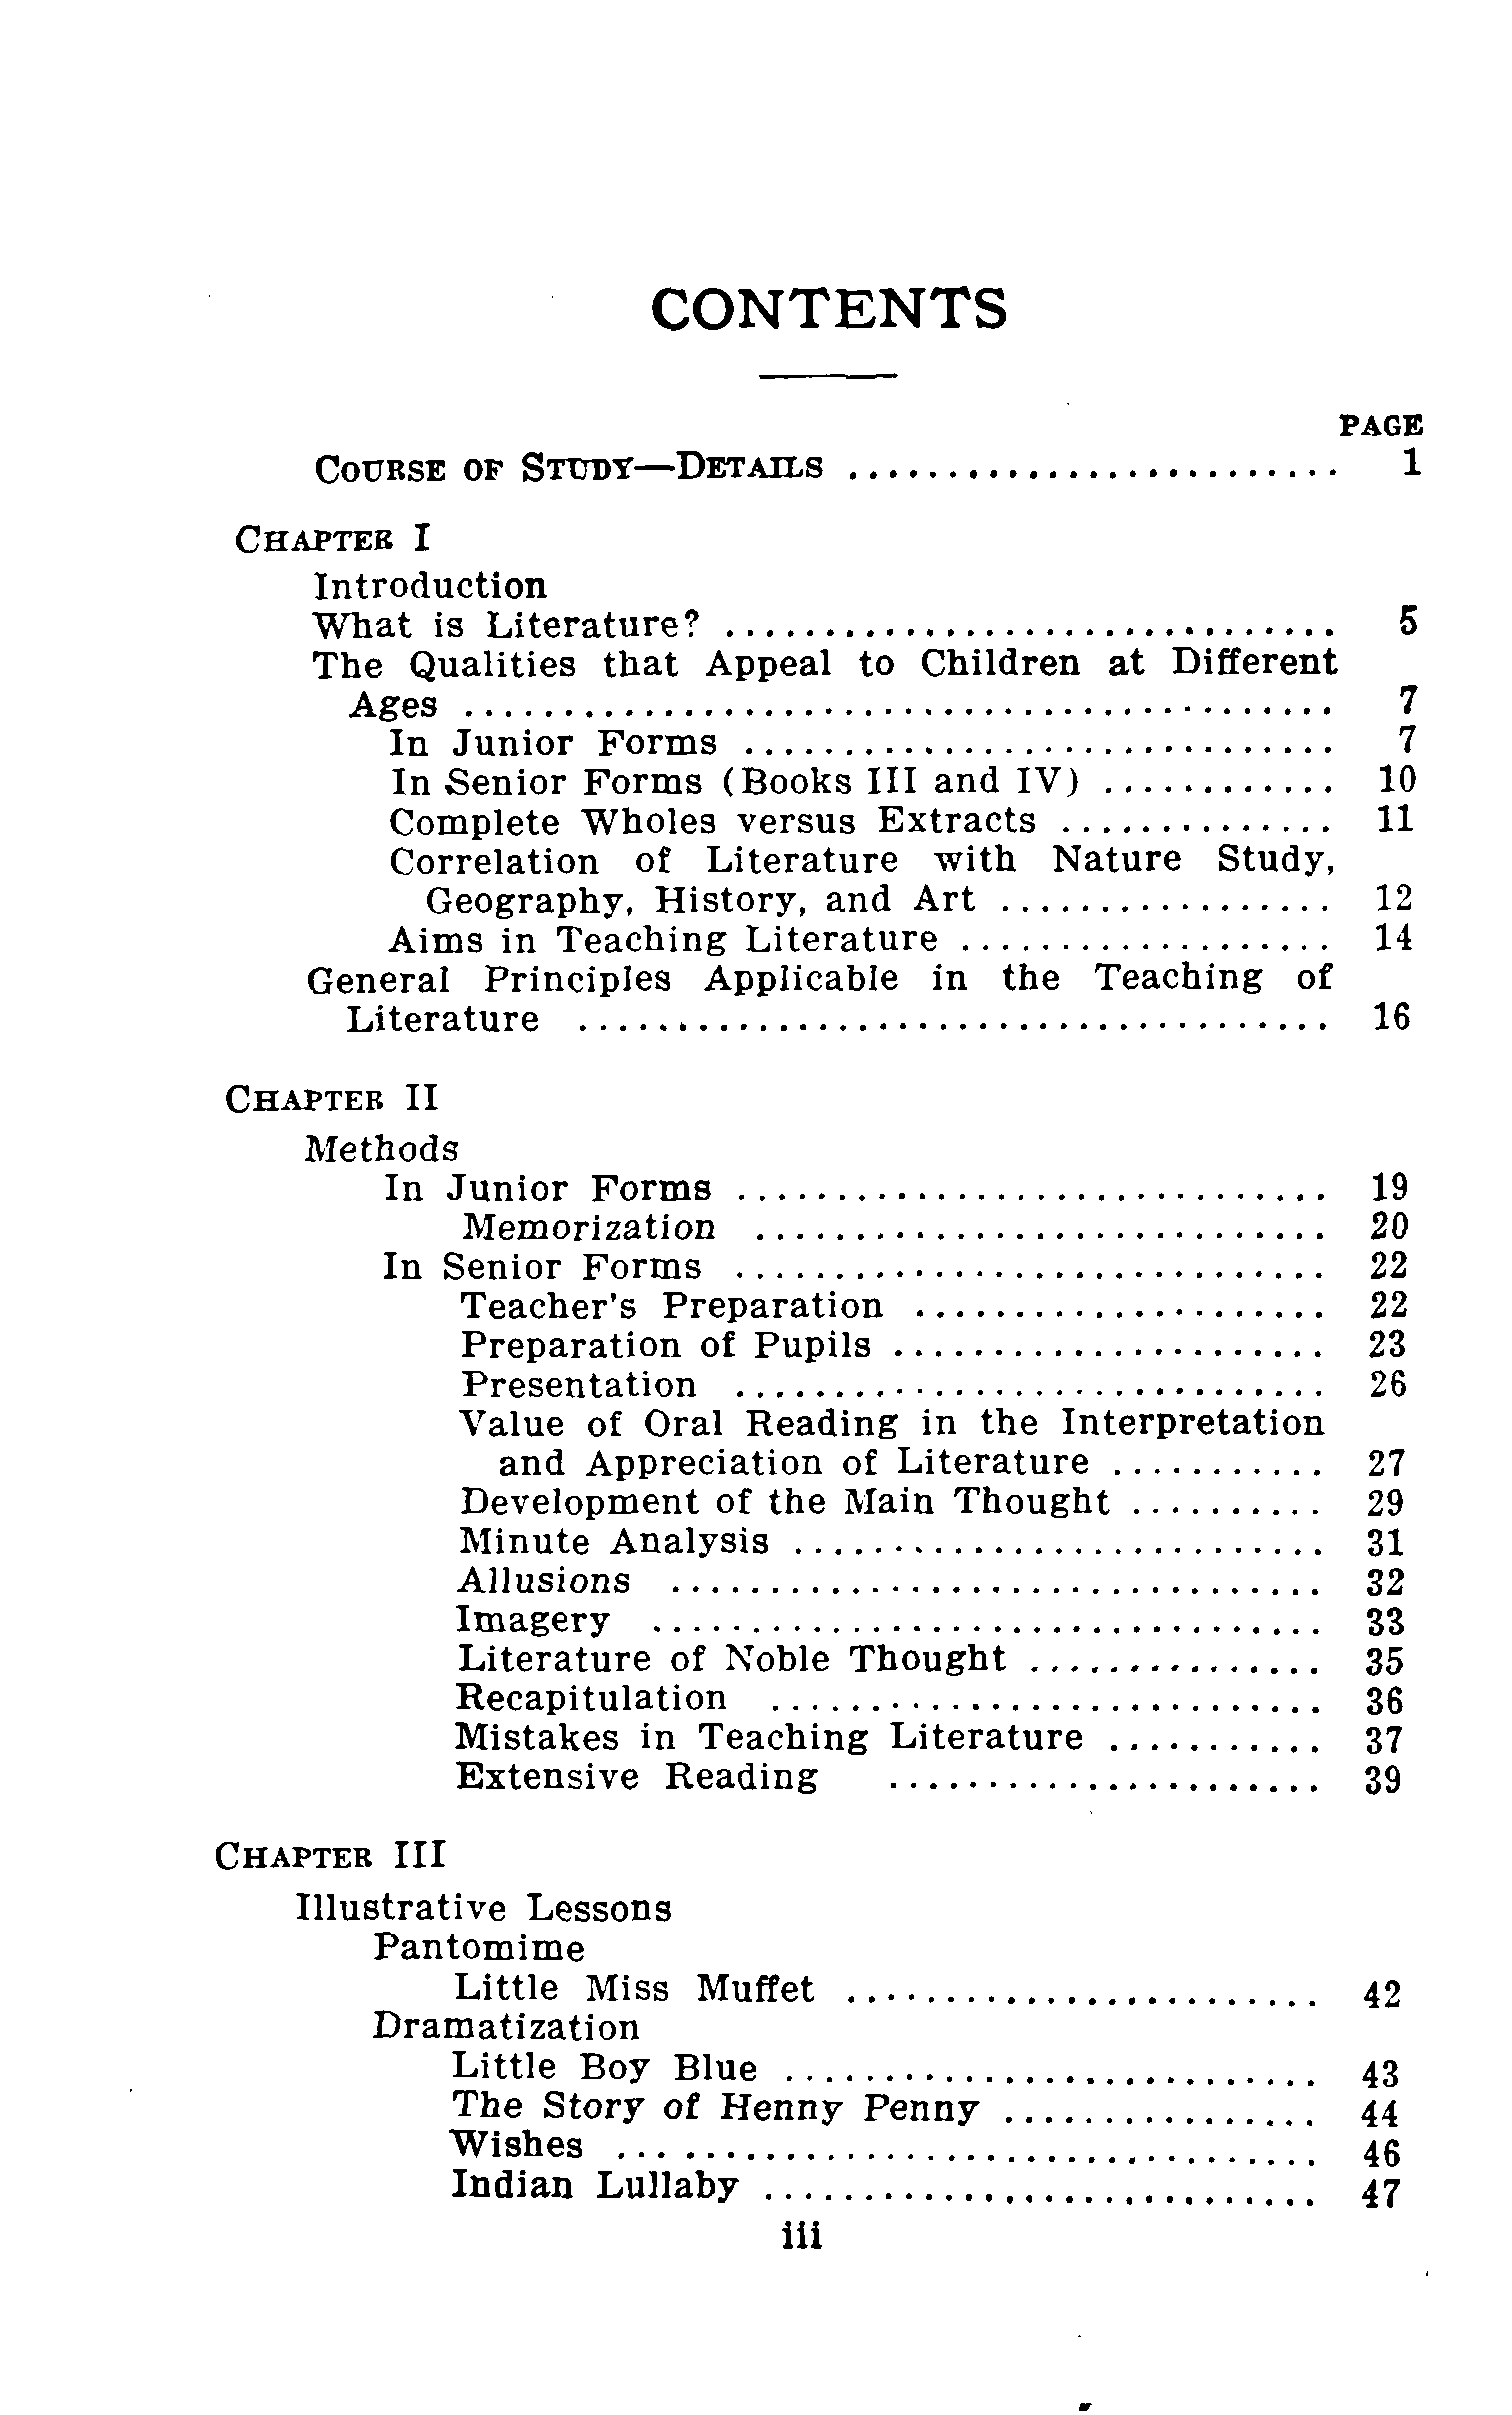 CONTENTS
PAGE
COURSE OF STUDY—DETAILS ......................... 1
CHAPTER I
Introduction
What is Literature? ............................... 5
The Qualities that Appeal to Children at Different
Ages ............................................ 7
In Junior Forms .............................. 7
In Senior Forms (Books III and IV) ............ 10
Complete Wholes versus Extracts .............. 11
Correlation of Literature with Nature Study,
Geography, History, and Art ................. 12
Aims in Teaching Literature ................... 14
General Principles Applicable in the Teaching of
Literature ...................................... 16
CHAPTER II
Methods
In Junior Forms .............................. 19
Memorization ............................. 20
In Senior Forms .............................. 22
Teacher's Preparation ..................... 22
Preparation of Pupils ...................... 23
Presentation .............................. 26
Value of Oral Reading in the Interpretation
and Appreciation of Literature ........... 27
Development of the Main Thought .......... 29
Minute Analysis ........................... 31
Allusions ................................. 32
Imagery .................................. 33
Literature of Noble Thought ............... 35
Recapitulation ............................ 36
Mistakes in Teaching Literature ........... 37
Extensive Reading ...................... 39
CHAPTER III
Illustrative Lessons
Pantomime
Little Miss Muffet ........................ 42
Dramatization
Little Boy Blue ........................... 43
The Story of Henny Penny ................ 44
Wishes ................................... 46
Indian Lullaby ............................ 47
iii